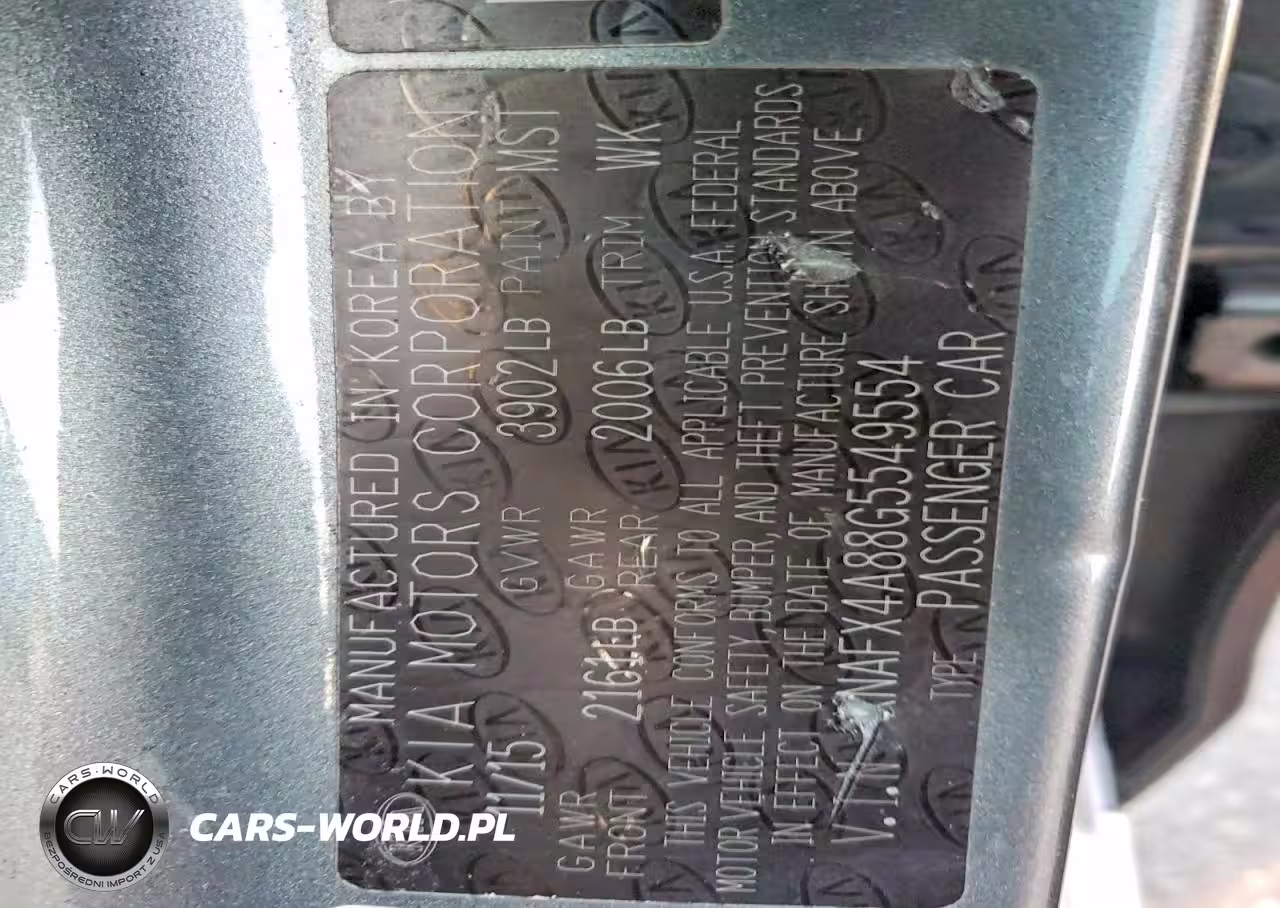 MANUFACTURED IN KOREA BY
KIA MOTORS CORPORATION
11/15 GVWR 3902LB PAINT MST
GAWR FRONT 2161LB GAWR REAR 2006LB TRIM WK
THIS VEHICLE CONFORMS TO ALL APPLICABLE U.S.A FEDERAL
MOTOR VEHICLE SAFETY, BUMPER, AND THEFT PREVENTION STANDARDS
IN EFFECT ON THE DATE OF MANUFACTURE SHOWN ABOVE
V.I.N KNAFX4A88G5549554
TYPE PASSENGER CAR
CARS-WORLD
CW
BEZPOŚREDNI IMPORT Z USA
CARS-WORLD.PL